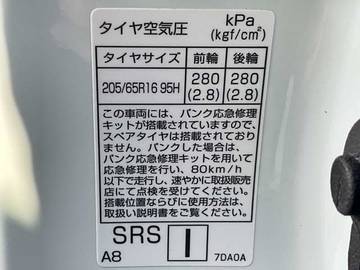 タイヤ空気圧 kPa (kgf/cm²)
タイヤサイズ 前輪 後輪
205/65R16 95H 280 (2.8) 280 (2.8)
この車両には、パンク応急修理
キットが搭載されていますので、
スペアタイヤは搭載されており
ません。パンクした場合は、
パンク応急修理キットを用いて
応急修理を行い、80km/h
以下で走行し、速やかに取扱販売
店にて点検を受けてください。
搭載位置ならびに使用方法は、
取扱い説明書をご覧ください。
SRS I
A8 7DA0A